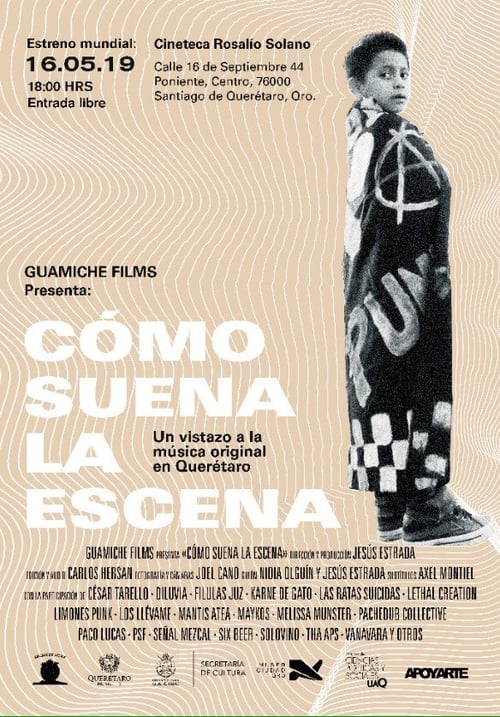 Estreno mundial:
16.05.19
18:00 HRS
Entrada libre
Cineteca Rosalío Solano
Calle 16 de Septiembre 44
Poniente, Centro, 76000
Santiago de Querétaro, Qro.
GUAMICHE FILMS
Presenta:
CÓMO
SUENA
LA
ESCENA
Un vistazo a la
música original
en Querétaro
GUAMICHE FILMS PRESENTA «CÓMO SUENA LA ESCENA» DIRECCIÓN Y PRODUCCIÓN JESÚS ESTRADA
EDICIÓN Y AUDIO CARLOS HERSAN FOTOGRAFÍA Y CÁMARAS JOEL CANO GUIÓN NIDIA OLGUÍN Y JESÚS ESTRADA SUBTÍTULOS AXEL MONTIEL
CON LA PARTICIPACIÓN DE CÉSAR TARELLO · DILUVIA · FILULAS JUZ · KARNE DE GATO · LAS RATAS SUICIDAS · LETHAL CREATION
LIMONES PUNK · LOS LLÉVAME · MANTIS ATEA · MAYKOS · MELISSA MUNSTER · PACHEDUB COLLECTIVE
PACO LUCAS · PSF · SEÑAL MEZCAL · SIX BEER · SOLOVINO · THA APS · VANAVARA Y OTROS
QUERÉTARO
SECRETARÍA
DE CULTURA
MUSEO
CIUDAD
QRO
CIENCIAS
POLÍTICAS Y
SOCIALES
UAQ
APOYARTE